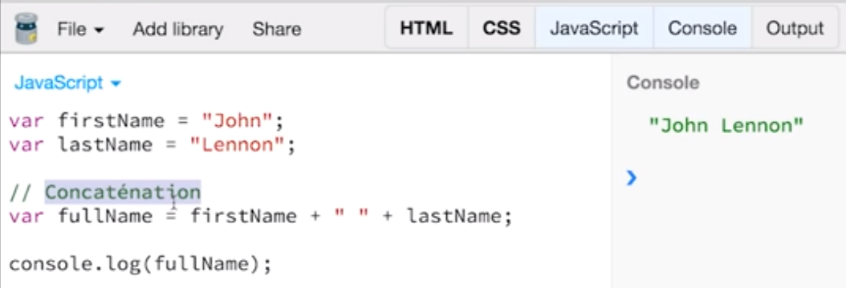 File Add library Share HTML CSS JavaScript Console Output
JavaScript
var firstName = "John";
var lastName = "Lennon";
// Concaténation
var fullName = firstName + " " + lastName;
console.log(fullName);
Console
"John Lennon"